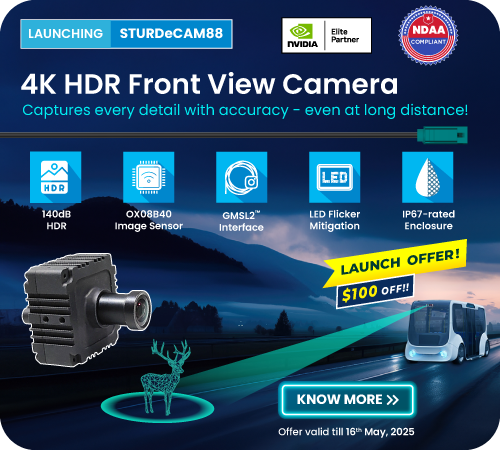 LAUNCHING STURDeCAM88
NVIDIA
Elite
Partner
NDAA
COMPLIANT
4K HDR Front View Camera
Captures every detail with accuracy - even at long distance!
HDR
140dB
HDR
OX08B40
Image Sensor
GMSL2™
Interface
LED
LED Flicker
Mitigation
IP67-rated
Enclosure
LAUNCH OFFER!
$100 OFF!!
KNOW MORE >>
Offer valid till 16th May, 2025